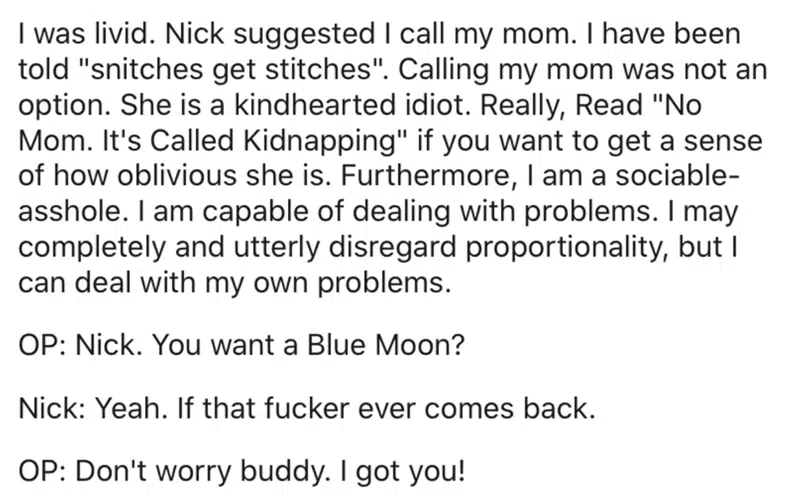 I was livid. Nick suggested I call my mom. I have been
told "snitches get stitches". Calling my mom was not an
option. She is a kindhearted idiot. Really, Read "No
Mom. It's Called Kidnapping" if you want to get a sense
of how oblivious she is. Furthermore, I am a sociable-
asshole. I am capable of dealing with problems. I may
completely and utterly disregard proportionality, but I
can deal with my own problems.
OP: Nick. You want a Blue Moon?
Nick: Yeah. If that fucker ever comes back.
OP: Don't worry buddy. I got you!